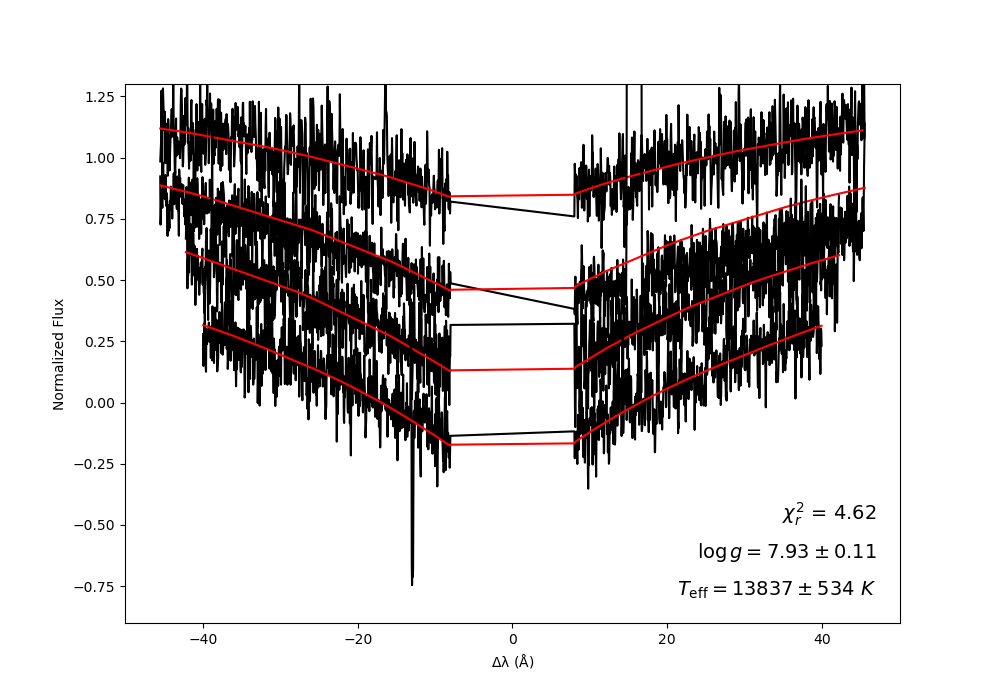 1.25
1.00
0.75
0.50
0.25
0.00
−0.25
−0.50
−0.75
Normalized Flux
χ²ᵣ = 4.62
log g = 7.93 ± 0.11
T_eff = 13837 ± 534 K
−40
−20
0
20
40
Δλ (Å)